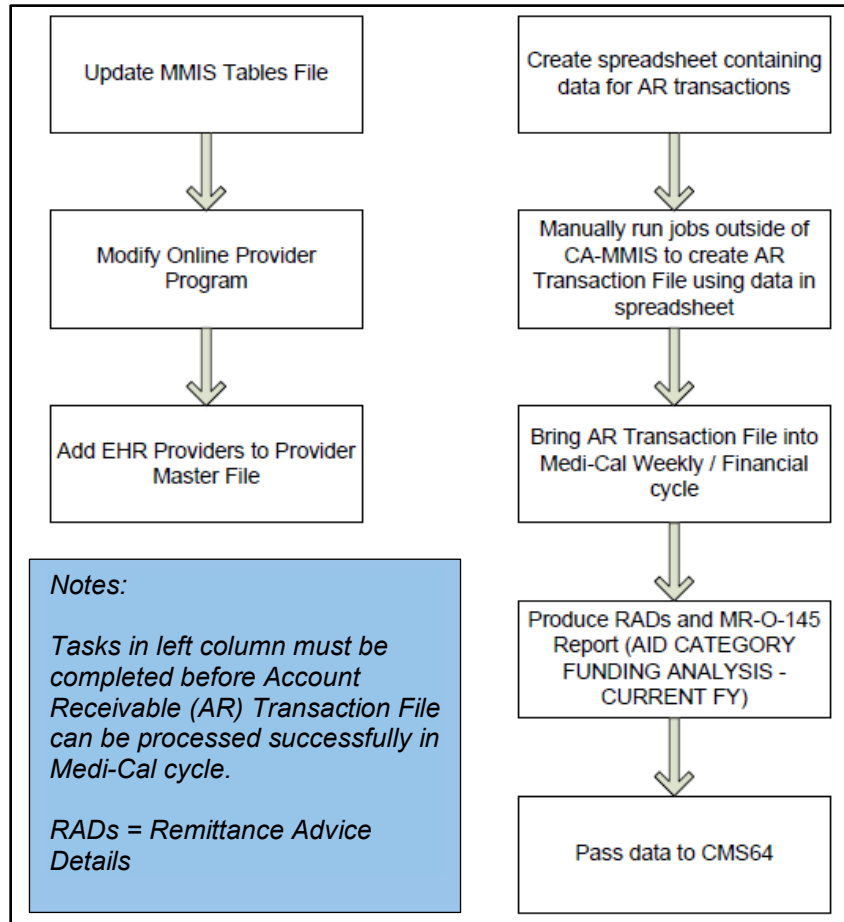 Update MMIS Tables File
Modify Online Provider
Program
Add EHR Providers to Provider
Master File
Notes:
Tasks in left column must be
completed before Account
Receivable (AR) Transaction File
can be processed successfully in
Medi-Cal cycle.
RADs = Remittance Advice
Details
Create spreadsheet containing
data for AR transactions
Manually run jobs outside of
CA-MMIS to create AR
Transaction File using data in
spreadsheet
Bring AR Transaction File into
Medi-Cal Weekly / Financial
cycle
Produce RADs and MR-O-145
Report (AID CATEGORY
FUNDING ANALYSIS -
CURRENT FY)
Pass data to CMS64